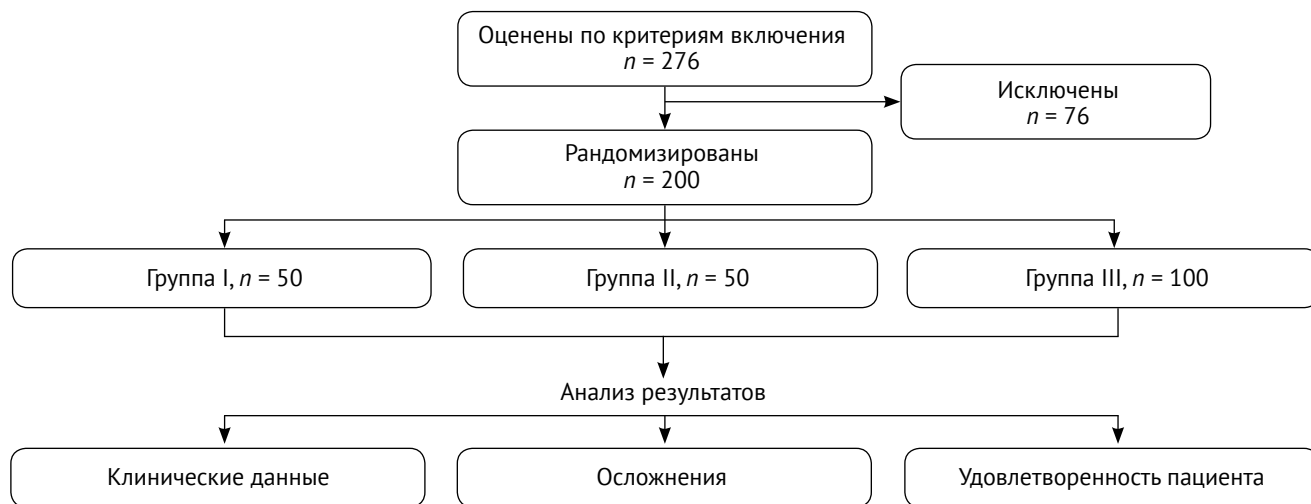 Оценены по критериям включения
n = 276
Исключены
n = 76
Рандомизированы
n = 200
Группа I, n = 50
Группа II, n = 50
Группа III, n = 100
Анализ результатов
Клинические данные
Осложнения
Удовлетворенность пациента